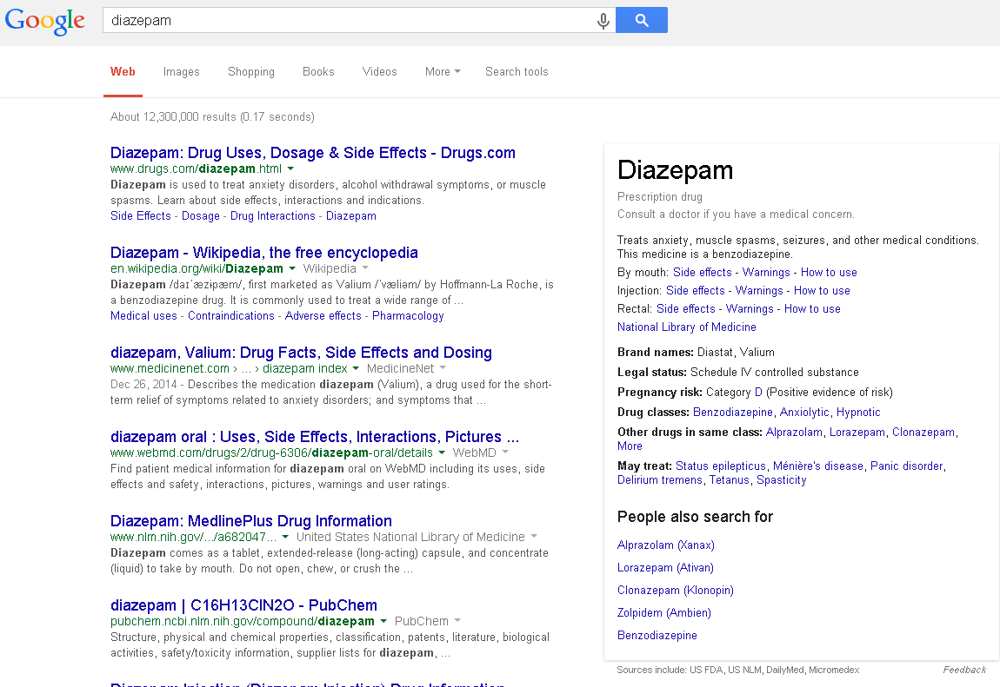 Google
diazepam
Web Images Shopping Books Videos More Search tools
About 12,300,000 results (0.17 seconds)
Diazepam: Drug Uses, Dosage & Side Effects - Drugs.com
www.drugs.com/diazepam.html
Diazepam is used to treat anxiety disorders, alcohol withdrawal symptoms, or muscle
spasms. Learn about side effects, interactions and indications.
Side Effects - Dosage - Drug Interactions - Diazepam
Diazepam - Wikipedia, the free encyclopedia
en.wikipedia.org/wiki/Diazepam Wikipedia
Diazepam /daɪˈæzɨpæm/, first marketed as Valium /ˈvæliəm/ by Hoffmann-La Roche, is
a benzodiazepine drug. It is commonly used to treat a wide range of ...
Medical uses - Contraindications - Adverse effects - Pharmacology
diazepam, Valium: Drug Facts, Side Effects and Dosing
www.medicinenet.com › ... › diazepam index MedicineNet
Dec 26, 2014 - Describes the medication diazepam (Valium), a drug used for the short-
term relief of symptoms related to anxiety disorders; and symptoms that ...
diazepam oral : Uses, Side Effects, Interactions, Pictures ...
www.webmd.com/drugs/2/drug-6306/diazepam-oral/details WebMD
Find patient medical information for diazepam oral on WebMD including its uses, side
effects and safety, interactions, pictures, warnings and user ratings.
Diazepam: MedlinePlus Drug Information
www.nlm.nih.gov/.../a682047... United States National Library of Medicine
Diazepam comes as a tablet, extended-release (long-acting) capsule, and concentrate
(liquid) to take by mouth. Do not open, chew, or crush the ...
diazepam | C16H13ClN2O - PubChem
pubchem.ncbi.nlm.nih.gov/compound/diazepam PubChem
Structure, physical and chemical properties, classification, patents, literature, biological
activities, safety/toxicity information, supplier lists for diazepam, ...
Diazepam Injection (Diazepam Injection) Drug Information
Diazepam
Prescription drug
Consult a doctor if you have a medical concern.
Treats anxiety, muscle spasms, seizures, and other medical conditions.
This medicine is a benzodiazepine.
By mouth: Side effects - Warnings - How to use
Injection: Side effects - Warnings - How to use
Rectal: Side effects - Warnings - How to use
National Library of Medicine
Brand names: Diastat, Valium
Legal status: Schedule IV controlled substance
Pregnancy risk: Category D (Positive evidence of risk)
Drug classes: Benzodiazepine, Anxiolytic, Hypnotic
Other drugs in same class: Alprazolam, Lorazepam, Clonazepam,
More
May treat: Status epilepticus, Ménière's disease, Panic disorder,
Delirium tremens, Tetanus, Spasticity
People also search for
Alprazolam (Xanax)
Lorazepam (Ativan)
Clonazepam (Klonopin)
Zolpidem (Ambien)
Benzodiazepine
Sources include: US FDA, US NLM, DailyMed, Micromedex Feedback